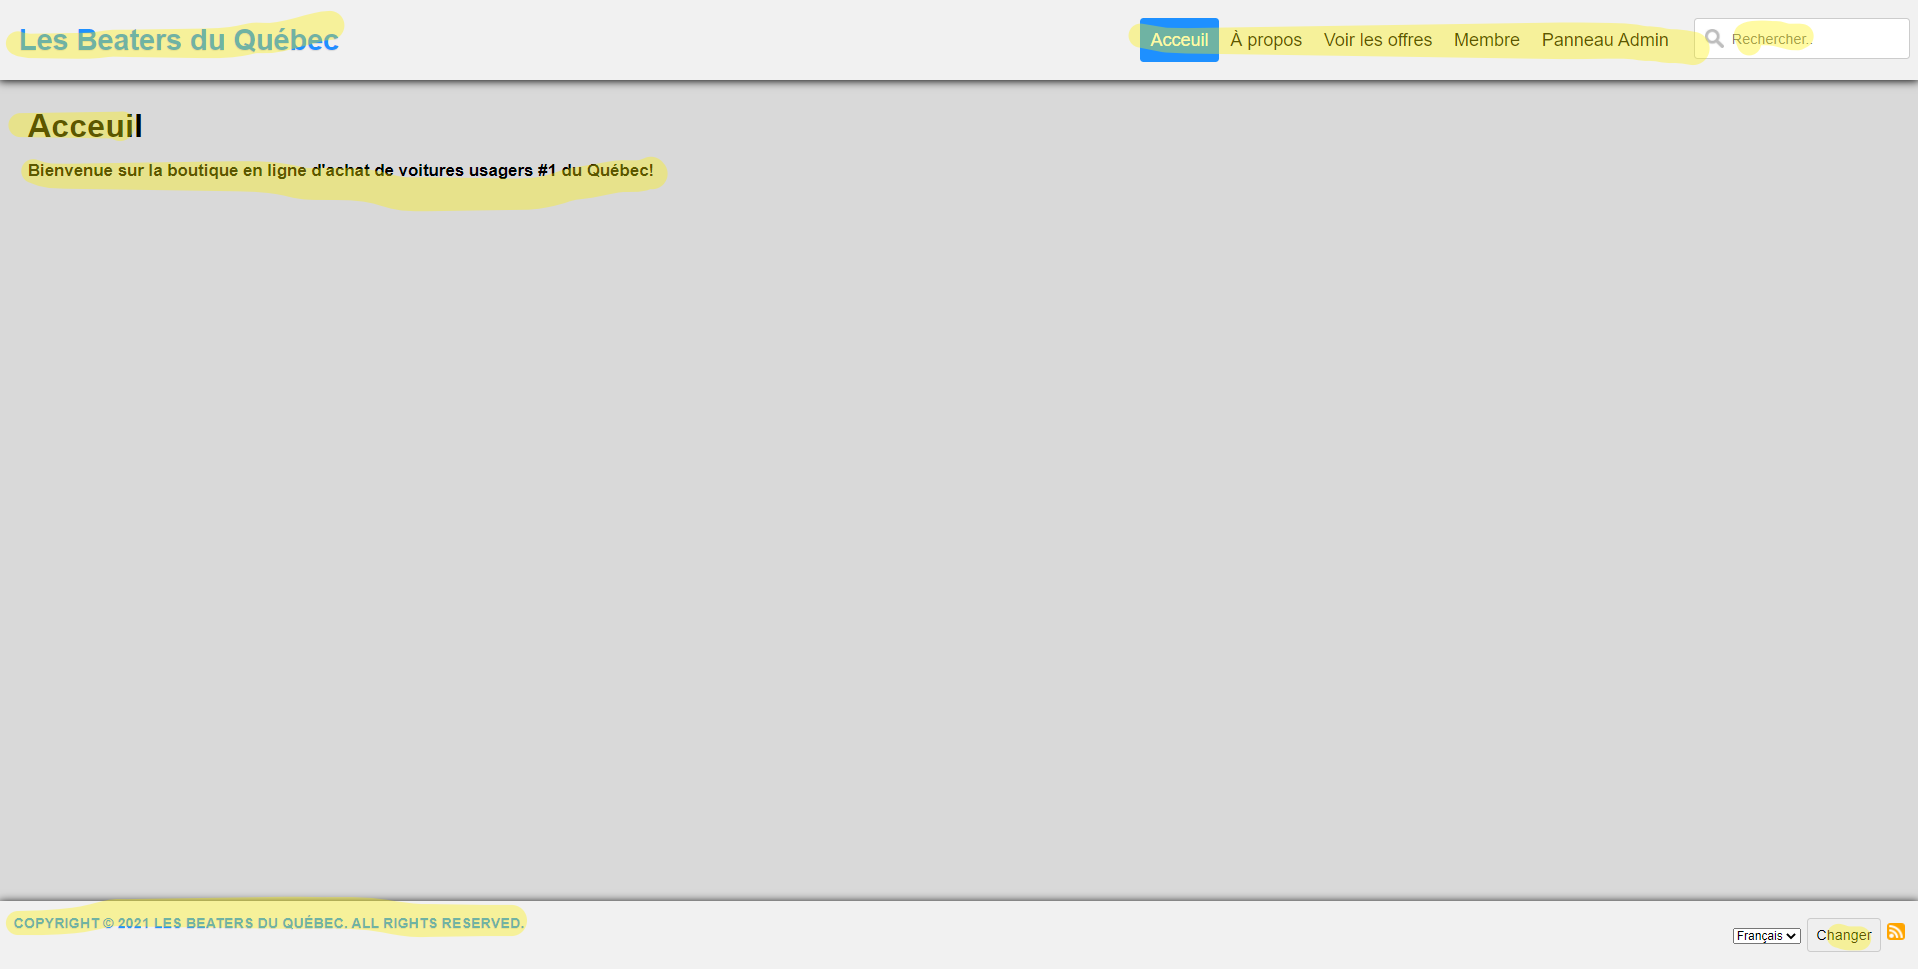 Les Beaters du Québec
Acceuil À propos Voir les offres Membre Panneau Admin Rechercher..
Acceuil
Bienvenue sur la boutique en ligne d'achat de voitures usagers #1 du Québec!
COPYRIGHT © 2021 LES BEATERS DU QUÉBEC. ALL RIGHTS RESERVED.
Français Changer